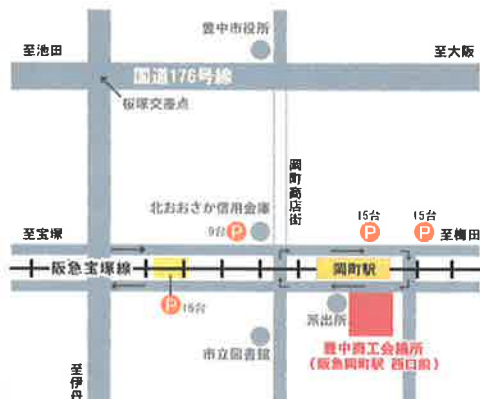 豊中市役所
至池田
至大阪
国道176号線
桜塚交差点
岡町商店街
北おおさか信用金庫
9台 P
15台
P
15台
P
至宝塚
至梅田
阪急宝塚線
岡町駅
P 15台
派出所
市立図書館
豊中商工会議所
(阪急岡町駅 西口前)
至伊丹